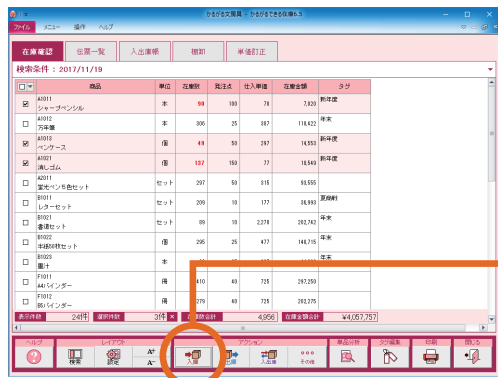 かるがる文房具 - かるがるできる在庫6.5
ファイル メニュー 操作 ヘルプ
在庫確認 伝票一覧 入出庫帳 棚卸 単価訂正
検索条件 : 2017/11/19
商品 単位 在庫数 発注点 仕入単価 在庫金額 タグ
A1011 シャープペンシル 本 90 100 78 7,020 新年度
A1012 万年筆 本 306 25 387 118,422 年末
A1013 ペンケース 個 49 50 297 14,553 新年度
A1021 消しゴム 個 137 150 77 10,549 新年度
A2011 蛍光ペン5色セット セット 297 50 315 93,555
B1011 レターセット セット 209 10 177 36,993 夏商戦
B1021 書道セット セット 89 10 2,278 202,742 年末
B1022 半紙50枚セット 個 295 25 477 140,715 年末
B1023 墨汁 本 年末
F1011 A4バインダー 冊 410 40 725 297,250
F1012 B5バインダー 冊 279 40 725 202,275
表示件数 24件 選択件数 3件 × 在庫数合計 4,956 在庫金額合計 ¥4,057,757
ヘルプ レイアウト アクション 単品分析 タグ編集 印刷 閉じる
検索 設定 A+ A- 入庫 出庫 入出庫 その他